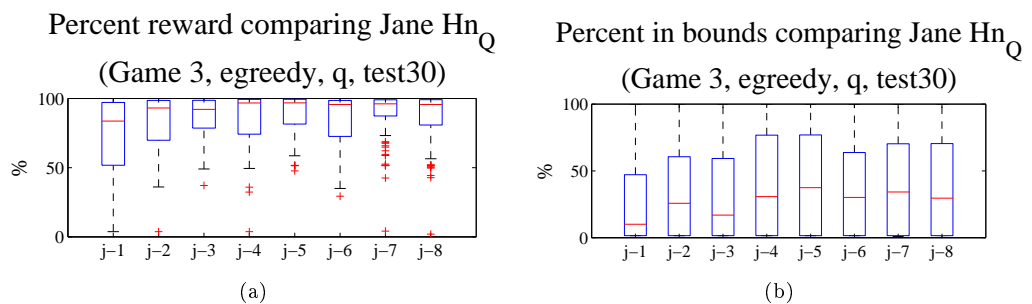 Percent reward comparing Jane Hn_Q
(Game 3, egreedy, q, test30)
100
50
0
%
j-1 j-2 j-3 j-4 j-5 j-6 j-7 j-8
(a)
Percent in bounds comparing Jane Hn_Q
(Game 3, egreedy, q, test30)
100
50
0
%
j-1 j-2 j-3 j-4 j-5 j-6 j-7 j-8
(b)